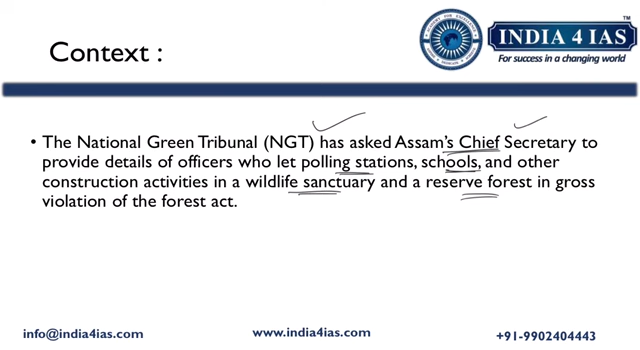 Context :
INDIA 4 IAS
TM
For success in a changing world
• The National Green Tribunal (NGT) has asked Assam's Chief Secretary to
provide details of officers who let polling stations, schools, and other
construction activities in a wildlife sanctuary and a reserve forest in gross
violation of the forest act.
info@india4ias.com
www.india4ias.com
+91-9902404443